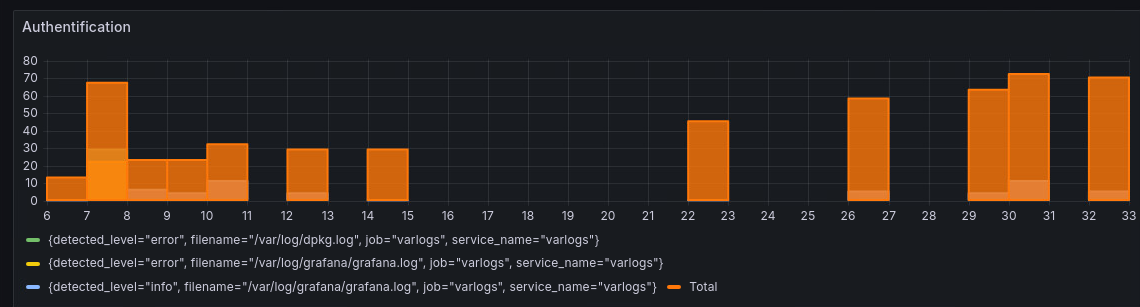 Authentification
80
70
60
50
40
30
20
10
0
6 7 8 9 10 11 12 13 14 15 16 17 18 19 20 21 22 23 24 25 26 27 28 29 30 31 32 33
{detected_level="error", filename="/var/log/dpkg.log", job="varlogs", service_name="varlogs"}
{detected_level="error", filename="/var/log/grafana/grafana.log", job="varlogs", service_name="varlogs"}
{detected_level="info", filename="/var/log/grafana/grafana.log", job="varlogs", service_name="varlogs"} Total